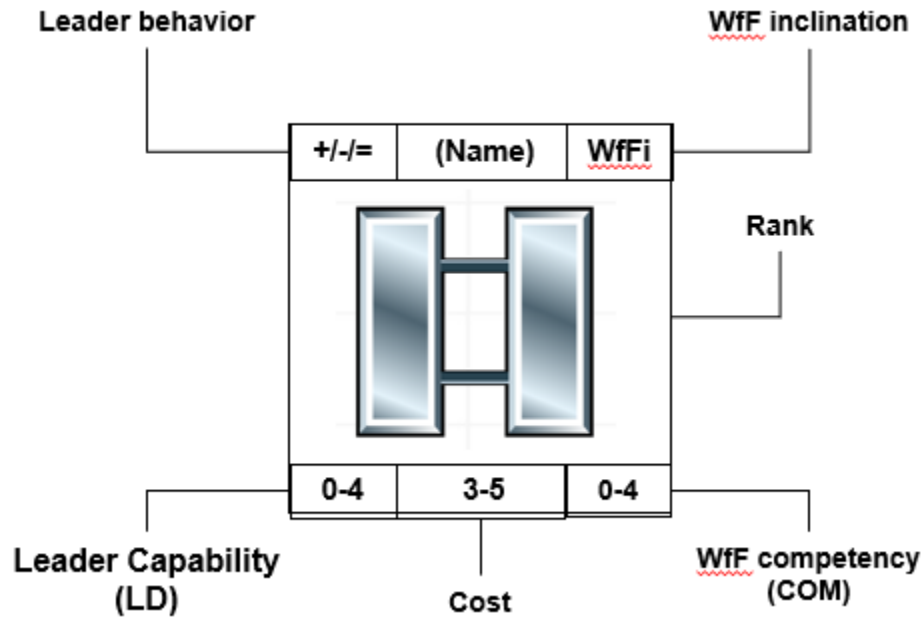 Leader behavior
WfF inclination
+/-/=
(Name)
WfFi
Rank
0-4
3-5
0-4
Leader Capability
(LD)
Cost
WfF competency
(COM)